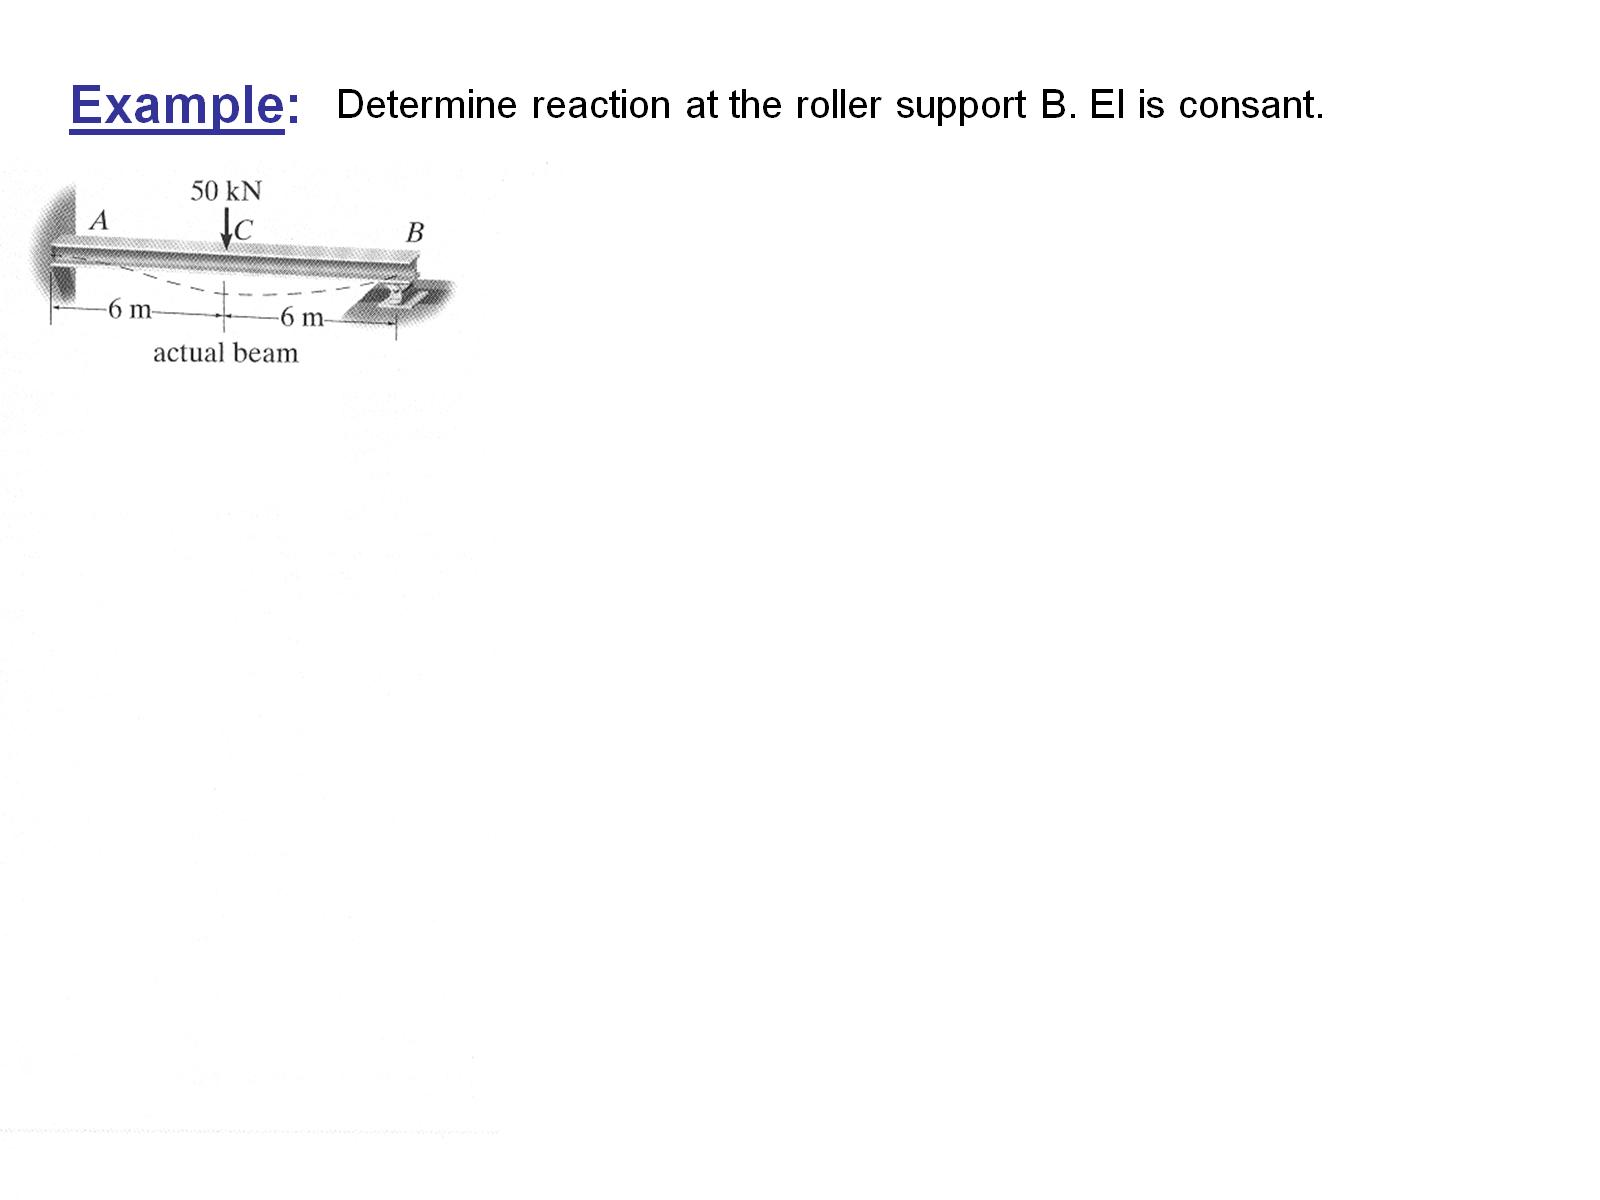 Example: Determine reaction at the roller support B. EI is consant.
50 kN
A
C
B
6 m
6 m
actual beam